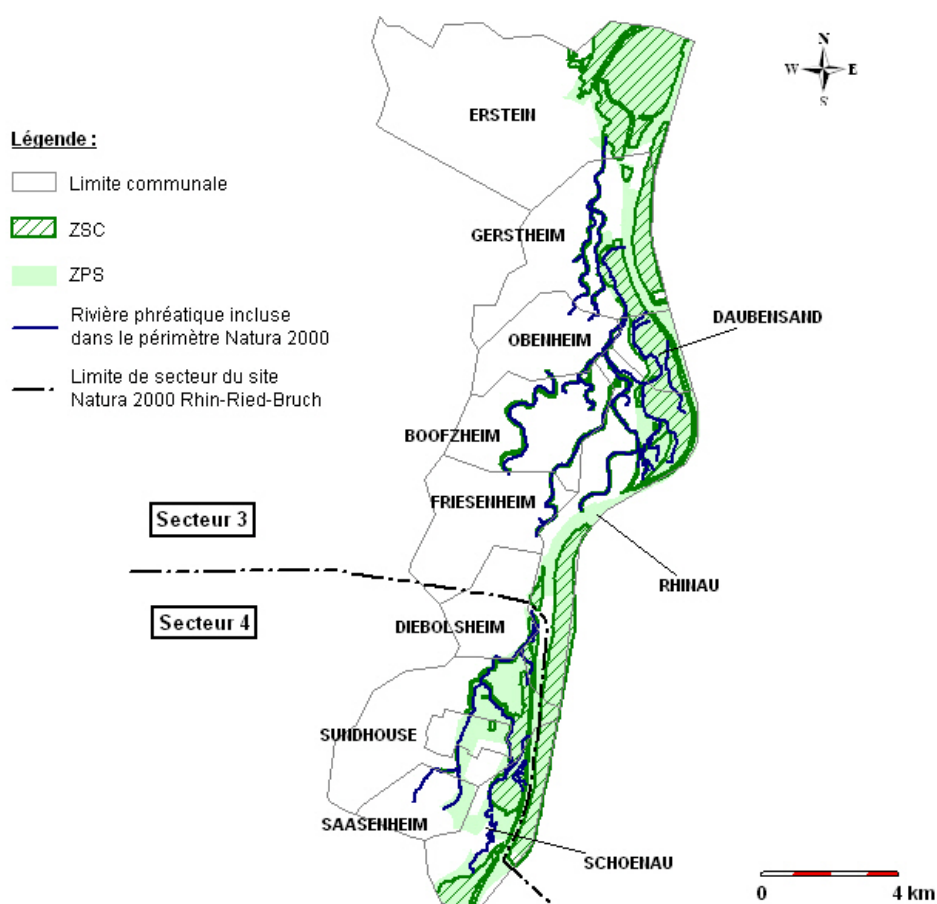 N
W E
S
ERSTEIN
Légende :
Limite communale
ZSC
GERSTHEIM
ZPS
Rivière phréatique incluse
dans le périmètre Natura 2000
DAUBENSAND
OBENHEIM
Limite de secteur du site
Natura 2000 Rhin-Ried-Bruch
BOOFZHEIM
FRIESENHEIM
Secteur 3
RHINAU
Secteur 4
DIEBOLSHEIM
SUNDHOUSE
SAASENHEIM
SCHOENAU
0 4 km